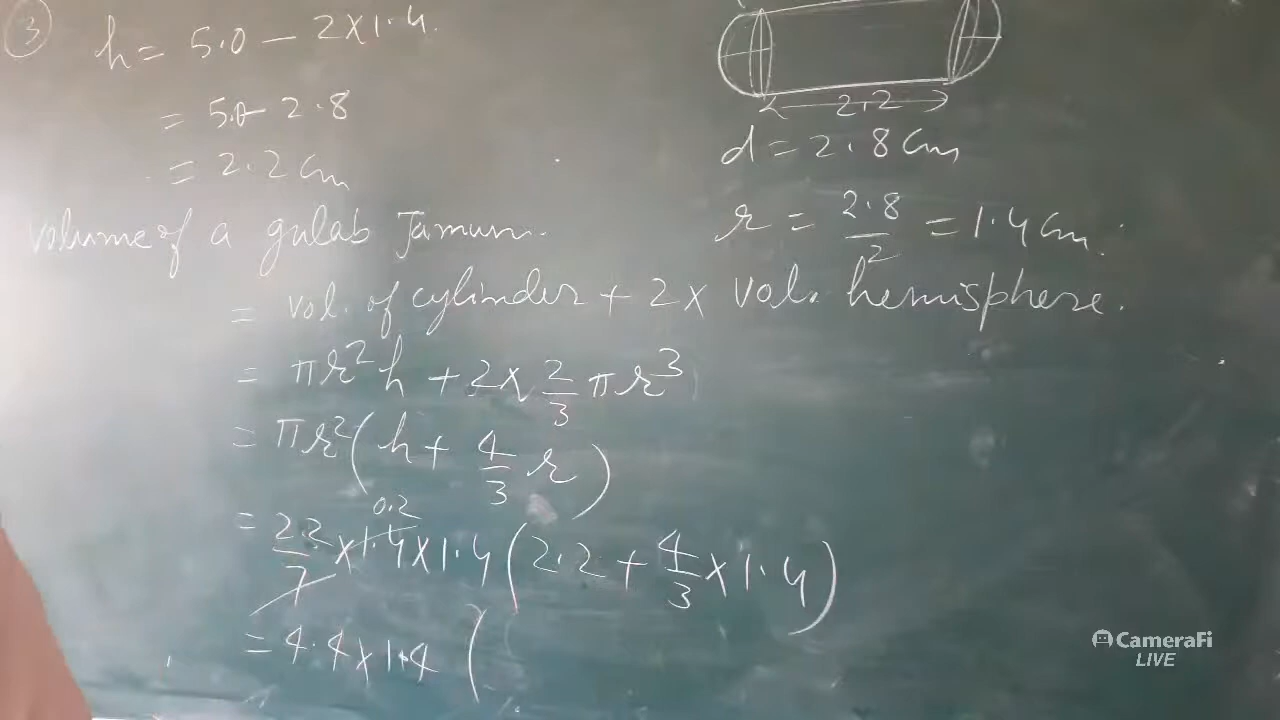 ③ h = 5.0 - 2×1.4.
= 5.0 - 2.8
= 2.2 cm
2.2
d = 2.8 cm
r = 2.8/2 = 1.4 cm.
volume of a gulab Jamun.
= vol. of cylinder + 2 × vol. hemisphere.
= πr²h + 2× 2/3 πr³
= πr²(h + 4/3 r)
0.2
= 22/7 × 1.4 × 1.4 (2.2 + 4/3 × 1.4)
= 4.4 × 1.4 (
CameraFi
LIVE